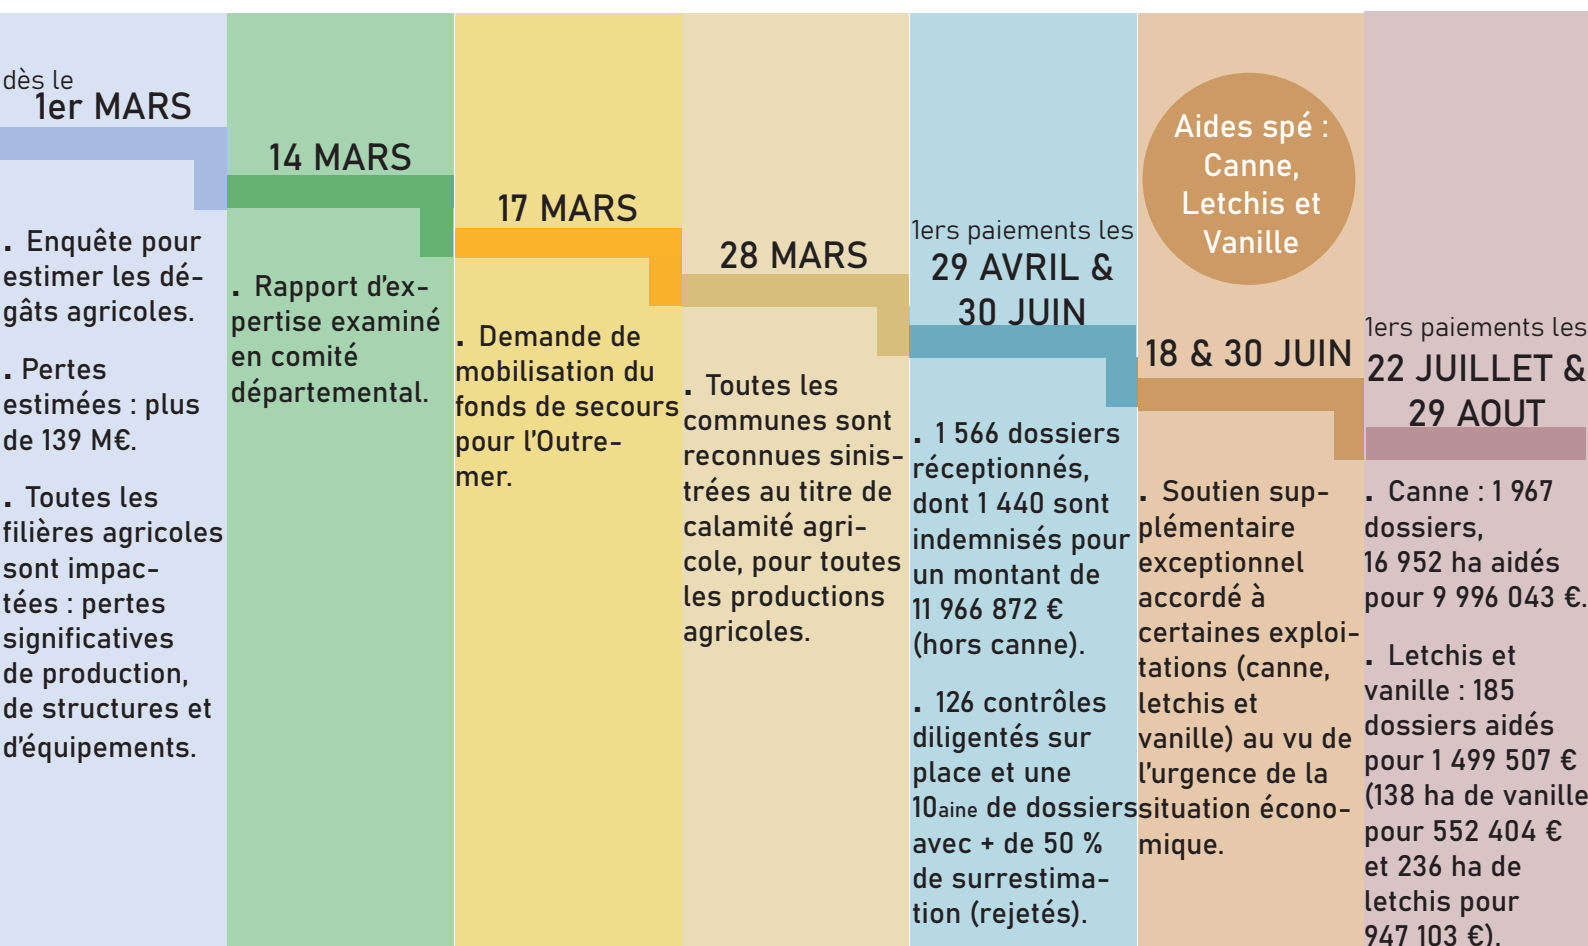 dès le
1er MARS
. Enquête pour
estimer les dé-
gâts agricoles.
. Pertes
estimées : plus
de 139 M€.
. Toutes les
filières agricoles
sont impac-
tées : pertes
significatives
de production,
de structures et
d'équipements.
14 MARS
. Rapport d'ex-
pertise examiné
en comité
départemental.
17 MARS
. Demande de
mobilisation du
fonds de secours
pour l'Outre-
mer.
28 MARS
. Toutes les
communes sont
reconnues sinis-
trées au titre de
calamité agri-
cole, pour toutes
les productions
agricoles.
1ers paiements les
29 AVRIL &
30 JUIN
. 1 566 dossiers
réceptionnés,
dont 1 440 sont
indemnisés pour
un montant de
11 966 872 €
(hors canne).
. 126 contrôles
diligentés sur
place et une
10aine de dossiers
avec + de 50 %
de surrestima-
tion (rejetés).
Aides spé :
Canne,
Letchis et
Vanille
18 & 30 JUIN
. Soutien sup-
plémentaire
exceptionnel
accordé à
certaines exploi-
tations (canne,
letchis et
vanille) au vu de
l'urgence de la
situation écono-
mique.
1ers paiements les
22 JUILLET &
29 AOUT
. Canne : 1 967
dossiers,
16 952 ha aidés
pour 9 996 043 €.
. Letchis et
vanille : 185
dossiers aidés
pour 1 499 507 €
(138 ha de vanille
pour 552 404 €
et 236 ha de
letchis pour
947 103 €).